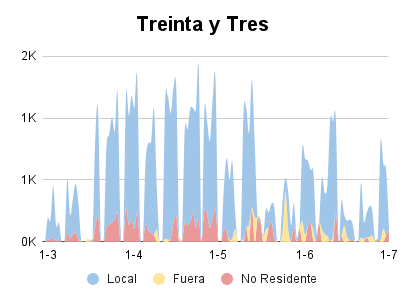 Treinta y Tres
2K
1K
1K
0K
1-3 1-4 1-5 1-6 1-7
Local Fuera No Residente